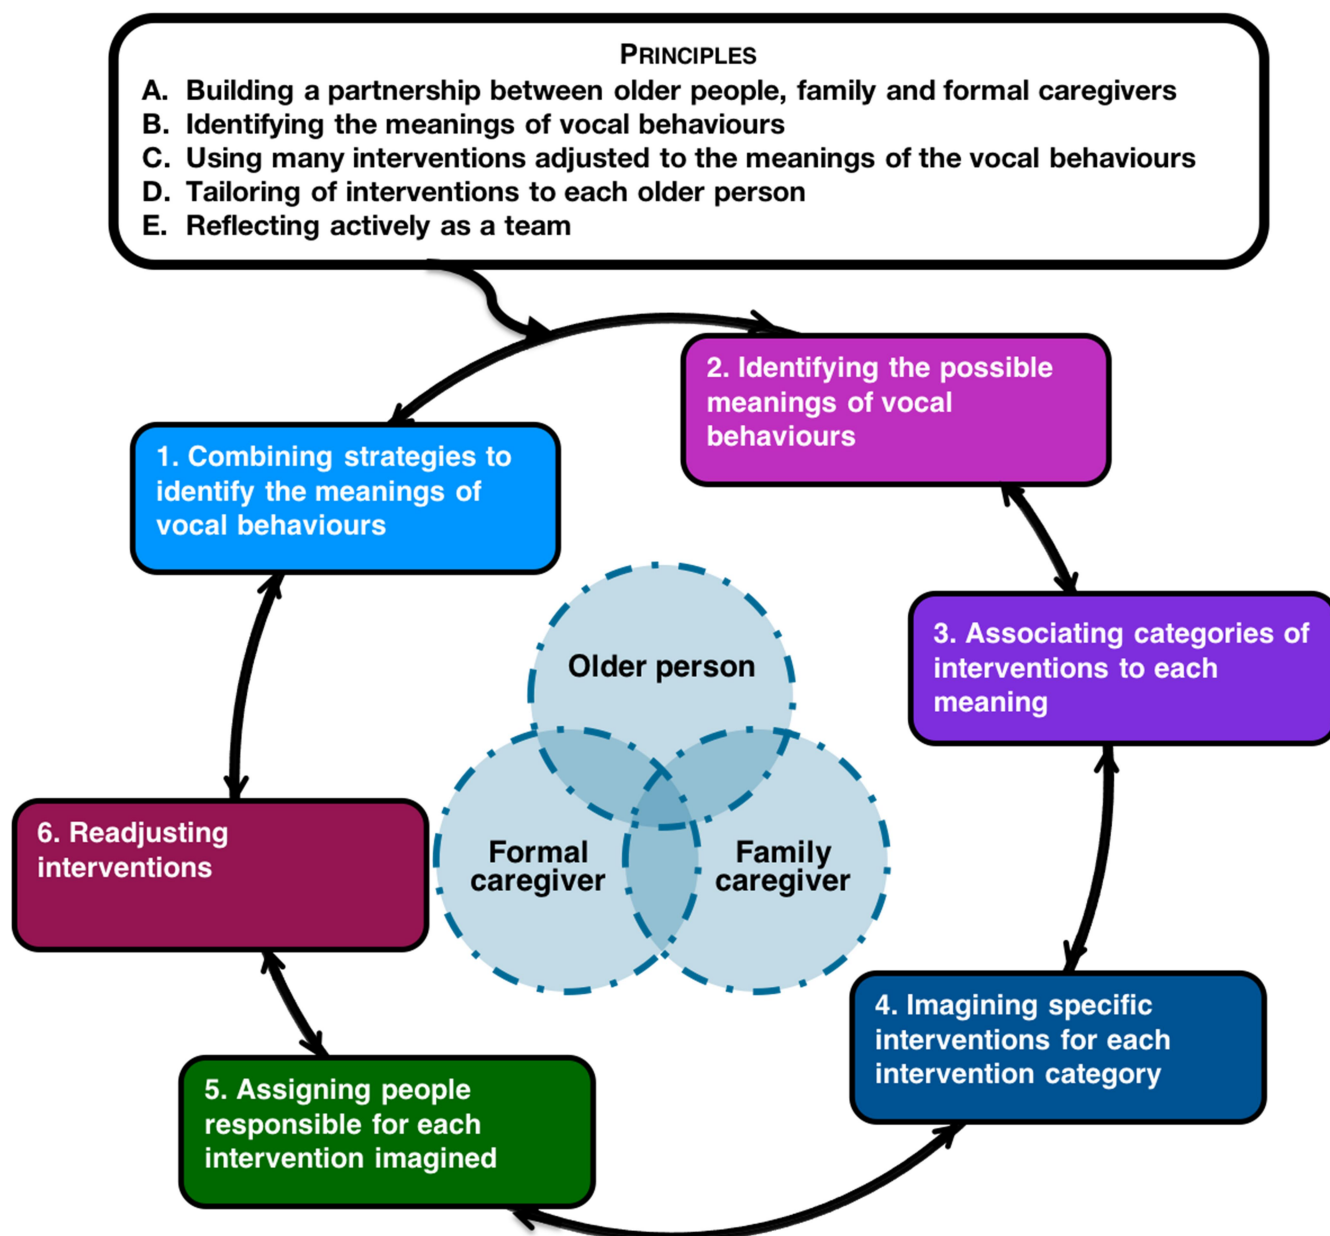 PRINCIPLES
A. Building a partnership between older people, family and formal caregivers
B. Identifying the meanings of vocal behaviours
C. Using many interventions adjusted to the meanings of the vocal behaviours
D. Tailoring of interventions to each older person
E. Reflecting actively as a team
2. Identifying the possible
meanings of vocal
behaviours
1. Combining strategies to
identify the meanings of
vocal behaviours
3. Associating categories of
interventions to each
meaning
Older person
Formal
caregiver
Family
caregiver
6. Readjusting
interventions
4. Imagining specific
interventions for each
intervention category
5. Assigning people
responsible for each
intervention imagined